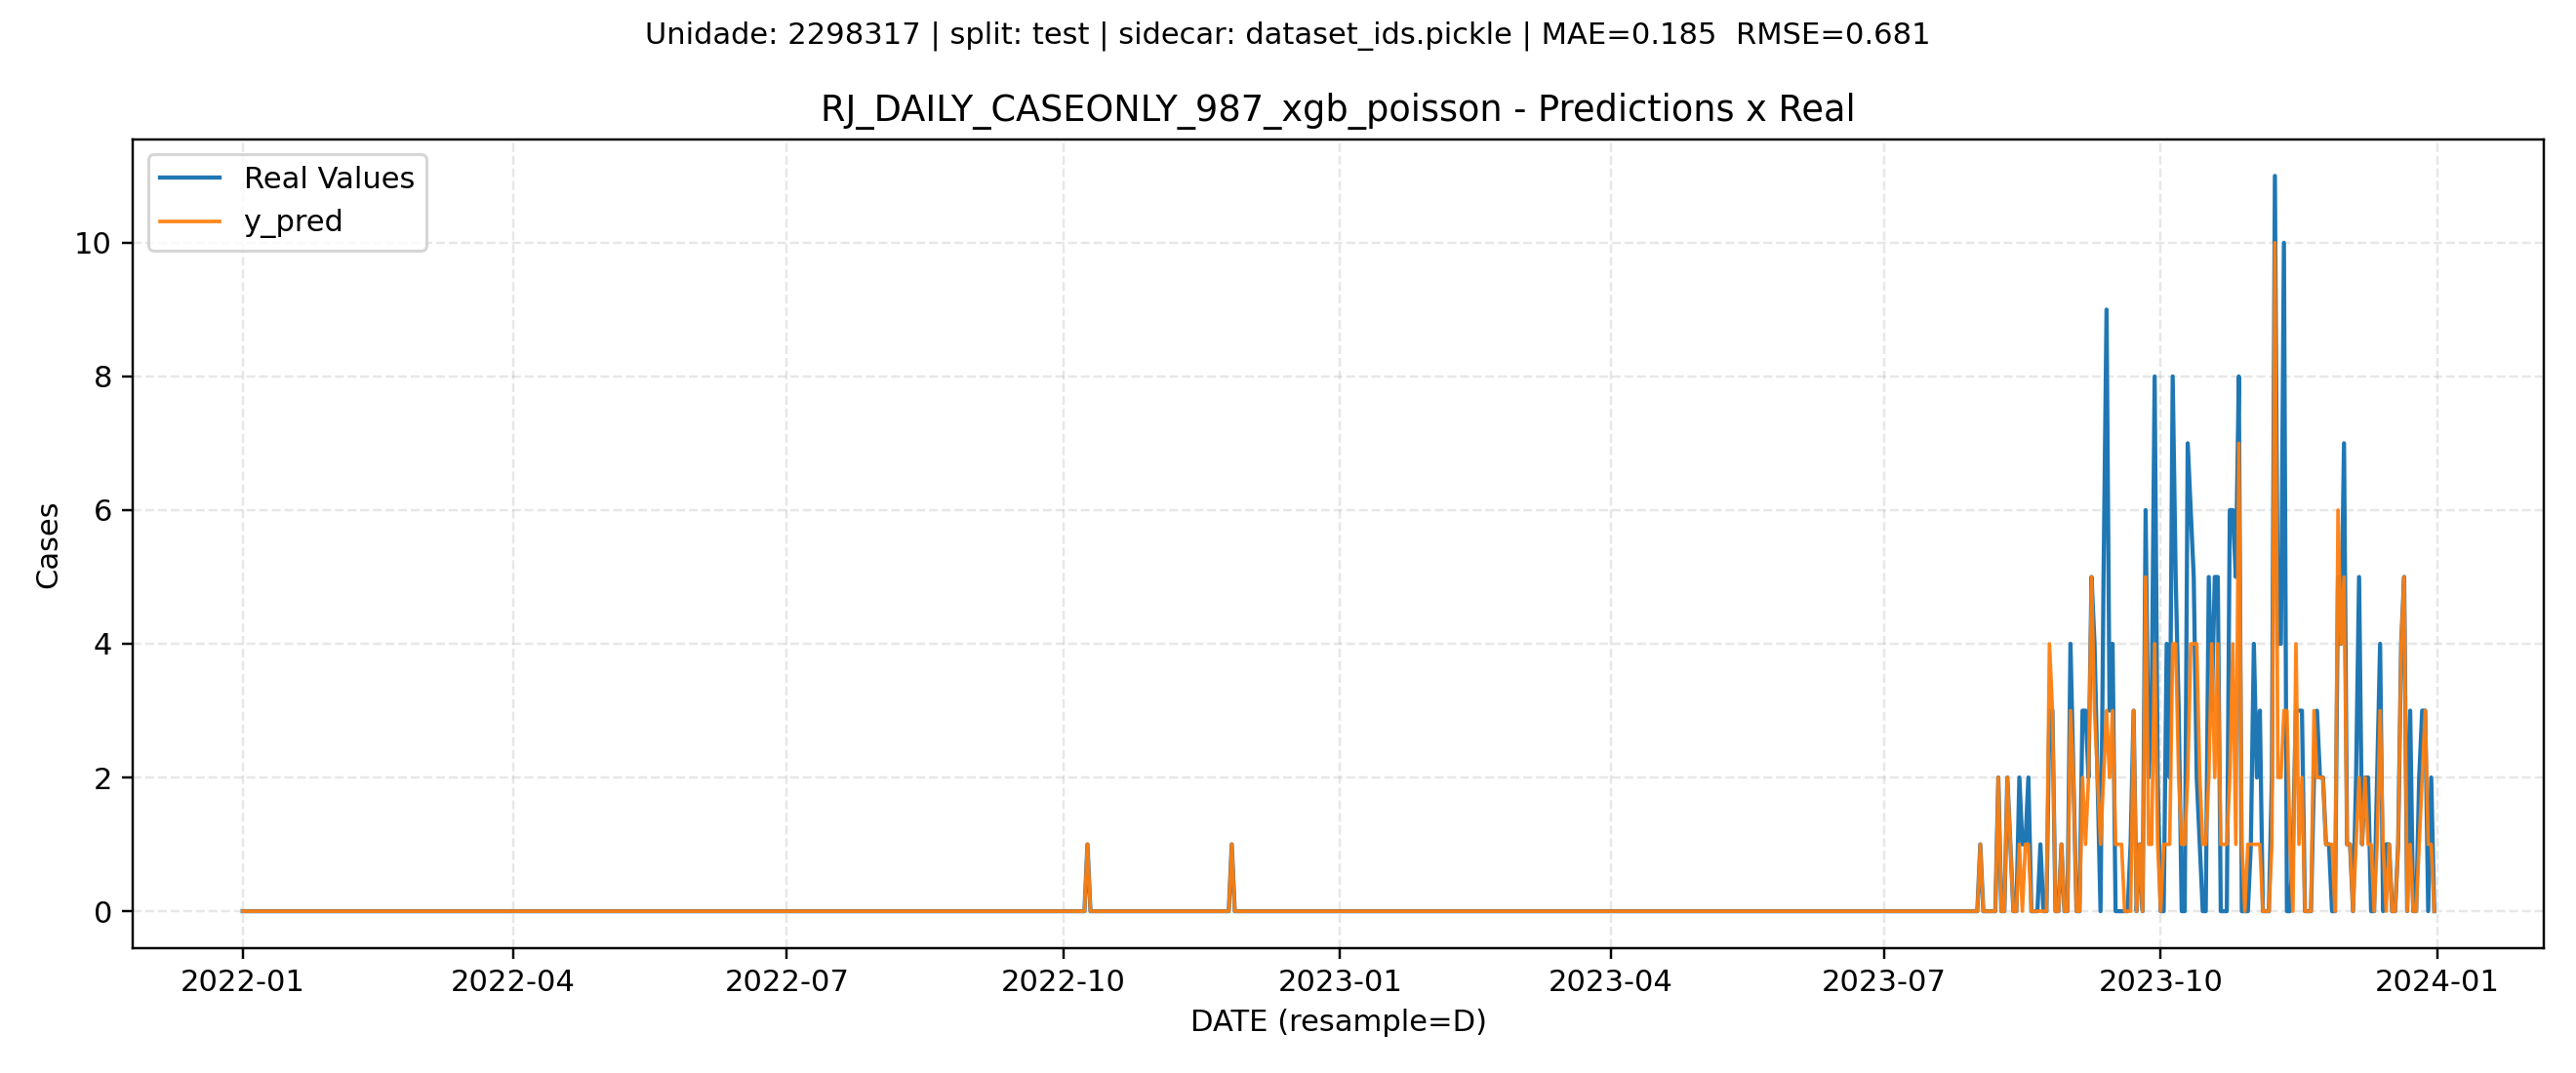 Unidade: 2298317 | split: test | sidecar: dataset_ids.pickle | MAE=0.185  RMSE=0.681
RJ_DAILY_CASEONLY_987_xgb_poisson - Predictions x Real
Real Values
y_pred
Cases
10
8
6
4
2
0
2022-01 2022-04 2022-07 2022-10 2023-01 2023-04 2023-07 2023-10 2024-01
DATE (resample=D)